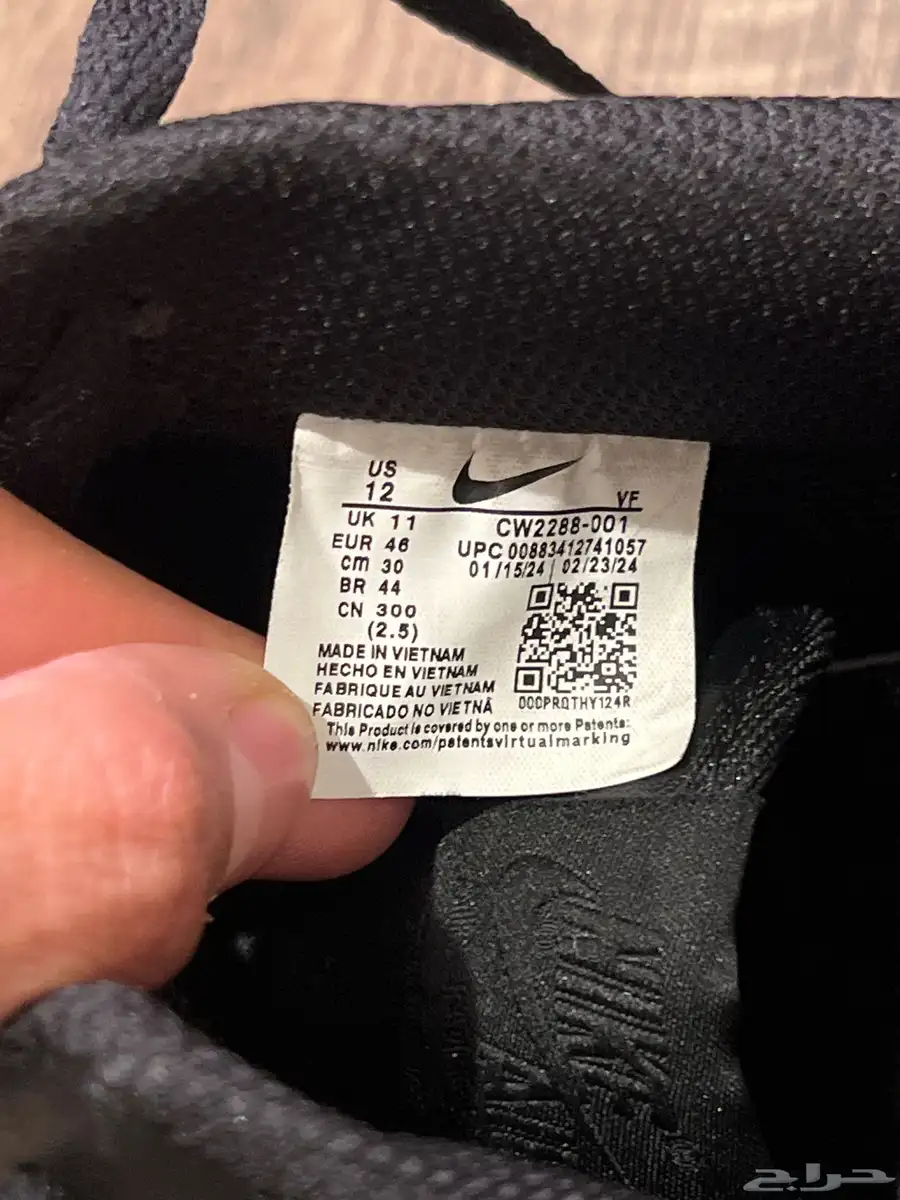 US
12
VF
UK 11
EUR 46
cm 30
BR 44
CN 300
(2.5)
CW2288-001
UPC 00883412741057
01/15/24 | 02/23/24
000PRQTHY124R
MADE IN VIETNAM
HECHO EN VIETNAM
FABRIQUE AU VIETNAM
FABRICADO NO VIETNÃ
This Product is covered by one or more Patents:
www.nike.com/patentsvirtualmarking
NIKE
حراج